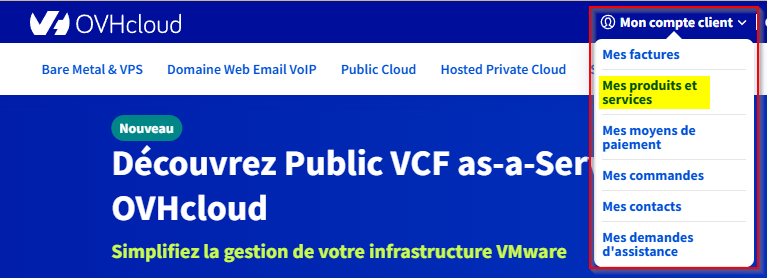 OVHcloud
Mon compte client
Bare Metal & VPS
Domaine Web Email VoIP
Public Cloud
Hosted Private Cloud
Mes factures
Mes produits et
services
Mes moyens de
paiement
Mes commandes
Mes contacts
Mes demandes
d'assistance
Nouveau
Découvrez Public VCF as-a-Ser
OVHcloud
Simplifiez la gestion de votre infrastructure VMware